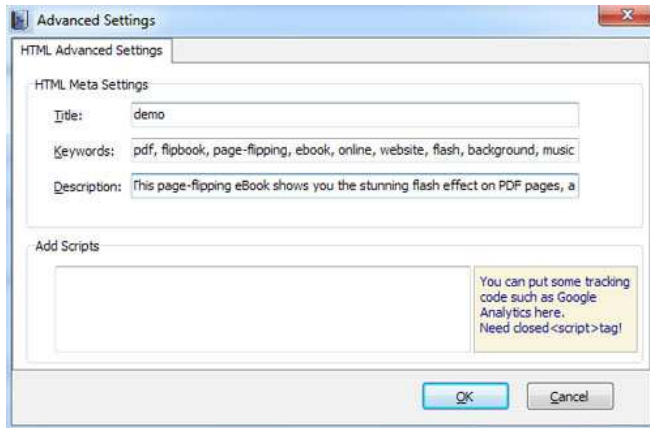 Advanced Settings
HTML Advanced Settings
HTML Meta Settings
Title: demo
Keywords: pdf, flipbook, page-flipping, ebook, online, website, flash, background, music
Description: This page-flipping eBook shows you the stunning flash effect on PDF pages, a
Add Scripts
You can put some tracking
code such as Google
Analytics here.
Need closed<script>tag!
OK Cancel